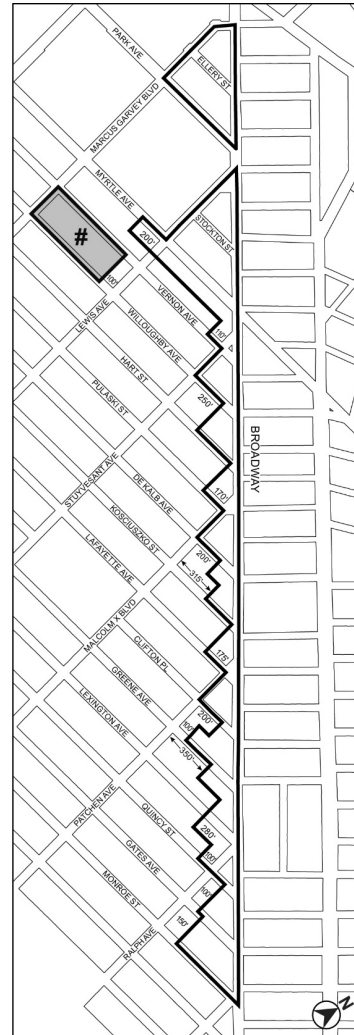 PARK AVE
ELLERY ST
MARCUS GARVEY BLVD
MYRTLE AVE
#
200'
STOCKTON ST
100'
VERNON AVE
LEWIS AVE
WILLOUGHBY AVE
110'
HART ST
PULASKI ST
250'
BROADWAY
STUYVESANT AVE
DE KALB AVE
170'
KOSCIUSZKO ST
LAFAYETTE AVE
200'
315'
MALCOLM X BLVD
CLIFTON PL
175'
GREENE AVE
LEXINGTON AVE
200'
100'
350'
PATCHEN AVE
QUINCY ST
280'
GATES AVE
100'
MONROE ST
100'
150'
RALPH AVE
N